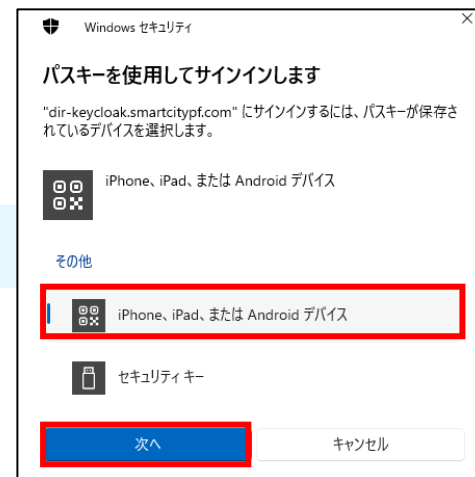 Windows セキュリティ
パスキーを使用してサインインします
"dir-keycloak.smartcitypf.com" にサインインするには、パスキーが保存さ
れているデバイスを選択します。
iPhone、iPad、または Android デバイス
その他
iPhone、iPad、または Android デバイス
セキュリティ キー
次へ
キャンセル